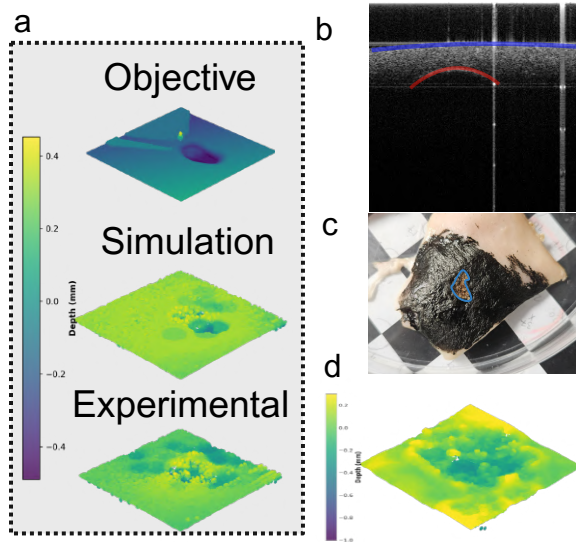 a
Objective
0.4
0.2
0.0
−0.2
−0.4
Depth (mm)
Simulation
Experimental
b
c
d
0.2
0.0
−0.2
−0.4
−0.6
−0.8
−1.0
Depth (mm)